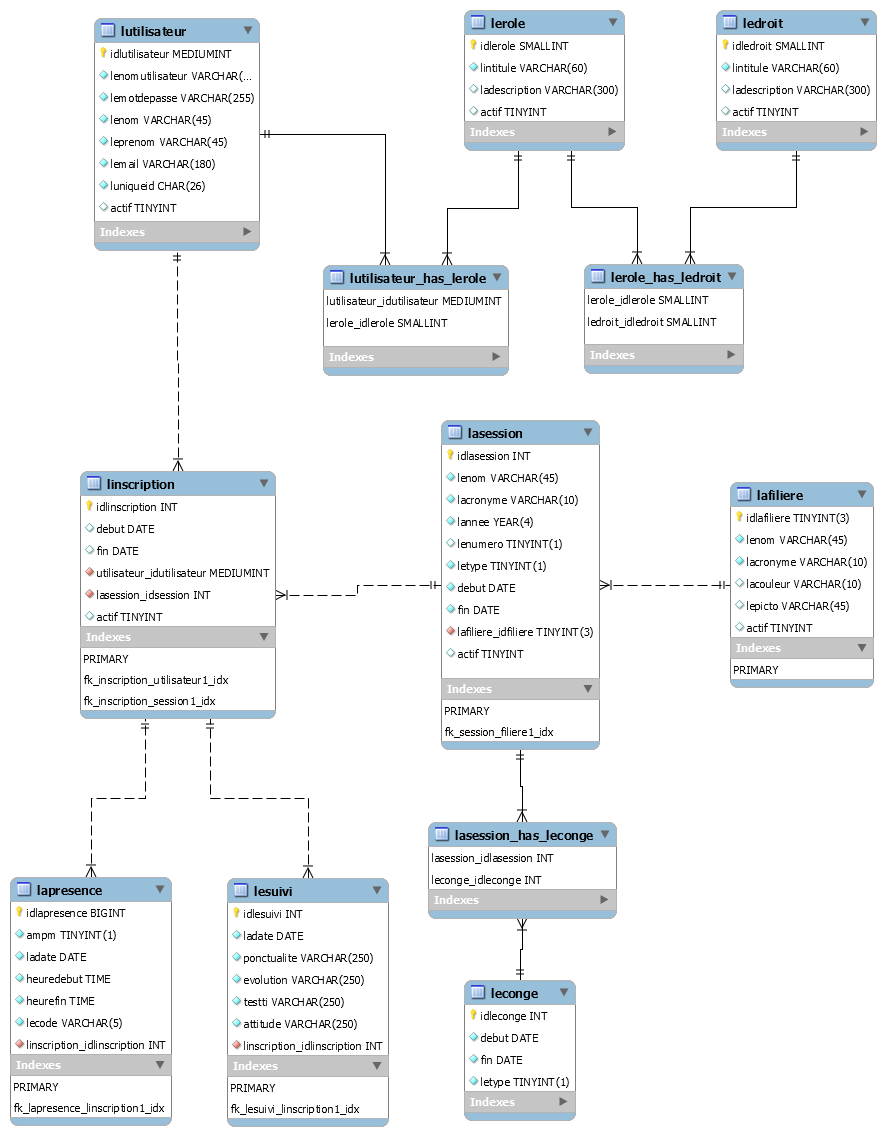 lutilisateur
idlutilisateur MEDIUMINT
lenomutilisateur VARCHAR(...
lemotdepasse VARCHAR(255)
lenom VARCHAR(45)
leprenom VARCHAR(45)
lemail VARCHAR(180)
luniqueid CHAR(26)
actif TINYINT
Indexes
lerole
idlerole SMALLINT
lintitule VARCHAR(60)
ladescription VARCHAR(300)
actif TINYINT
Indexes
ledroit
idledroit SMALLINT
lintitule VARCHAR(60)
ladescription VARCHAR(300)
actif TINYINT
Indexes
lutilisateur_has_lerole
lutilisateur_idutilisateur MEDIUMINT
lerole_idlerole SMALLINT
Indexes
lerole_has_ledroit
lerole_idlerole SMALLINT
ledroit_idledroit SMALLINT
Indexes
linscription
idlinscription INT
debut DATE
fin DATE
utilisateur_idutilisateur MEDIUMINT
lasession_idsession INT
actif TINYINT
Indexes
PRIMARY
fk_inscription_utilisateur1_idx
fk_inscription_session1_idx
lasession
idlasession INT
lenom VARCHAR(45)
lacronyme VARCHAR(10)
lannee YEAR(4)
lenumero TINYINT(1)
letype TINYINT(1)
debut DATE
fin DATE
lafiliere_idfiliere TINYINT(3)
actif TINYINT
Indexes
PRIMARY
fk_session_filiere1_idx
lafiliere
idlafiliere TINYINT(3)
lenom VARCHAR(45)
lacronyme VARCHAR(10)
lacouleur VARCHAR(10)
lepicto VARCHAR(45)
actif TINYINT
Indexes
PRIMARY
lasession_has_leconge
lasession_idlasession INT
leconge_idleconge INT
Indexes
lapresence
idlapresence BIGINT
ampm TINYINT(1)
ladate DATE
heuredebut TIME
heurefin TIME
lecode VARCHAR(5)
linscription_idlinscription INT
Indexes
PRIMARY
fk_lapresence_linscription1_idx
lesuivi
idlesuivi INT
ladate DATE
ponctualite VARCHAR(250)
evolution VARCHAR(250)
testti VARCHAR(250)
attitude VARCHAR(250)
linscription_idlinscription INT
Indexes
PRIMARY
fk_lesuivi_linscription1_idx
leconge
idleconge INT
debut DATE
fin DATE
letype TINYINT(1)
Indexes